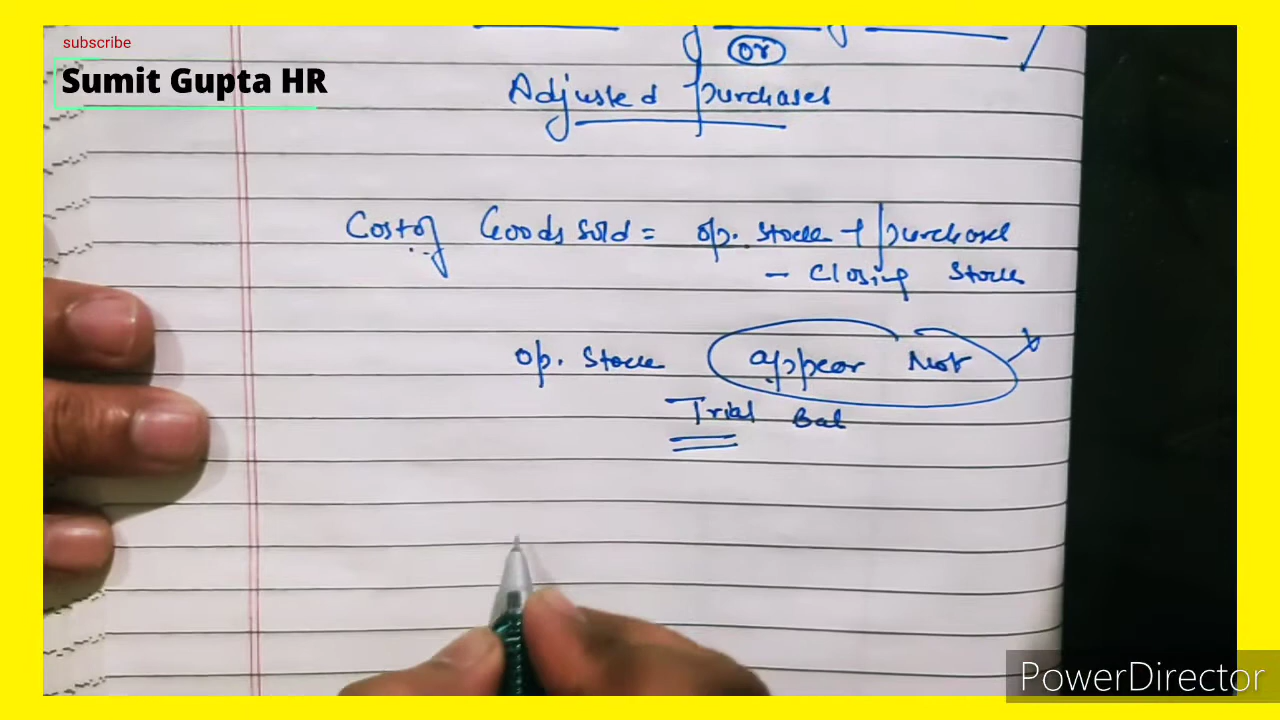 subscribe
Sumit Gupta HR
or
Adjusted purchases
Cost of Goods Sold = op. stock + purchases
- Closing Stock
op. Stock appear Not
Trial Bal
PowerDirector